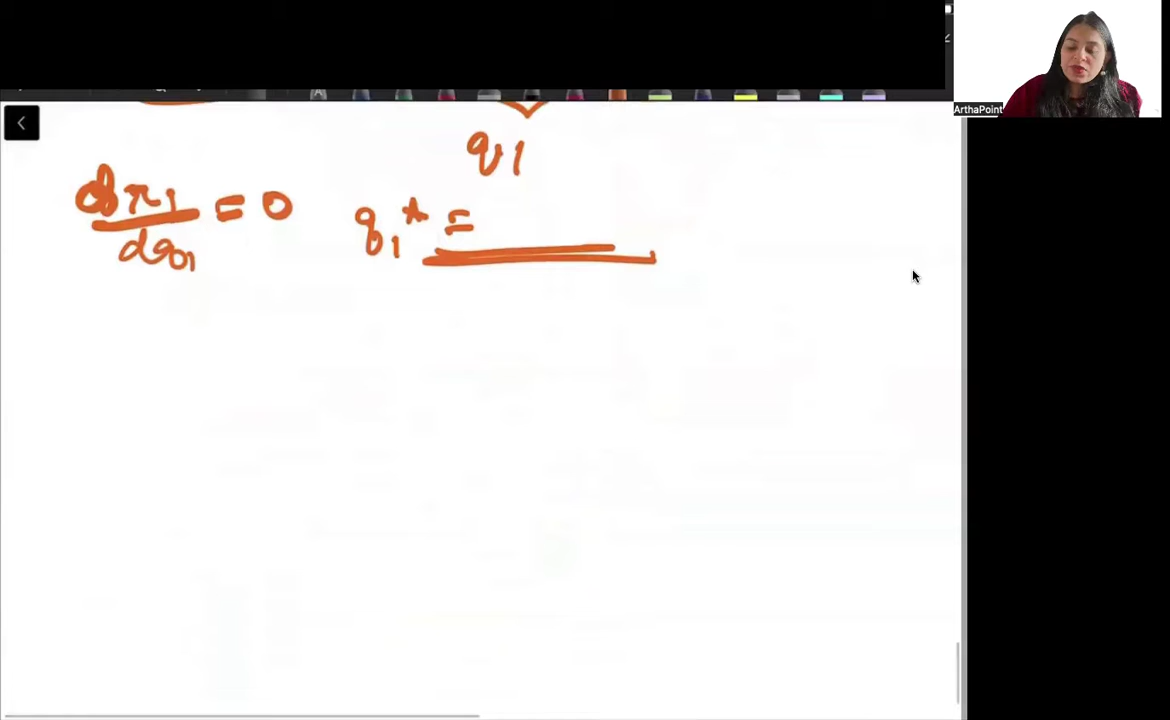 ArthaPoint
q1
dπ1/dq1 = 0 q1* =